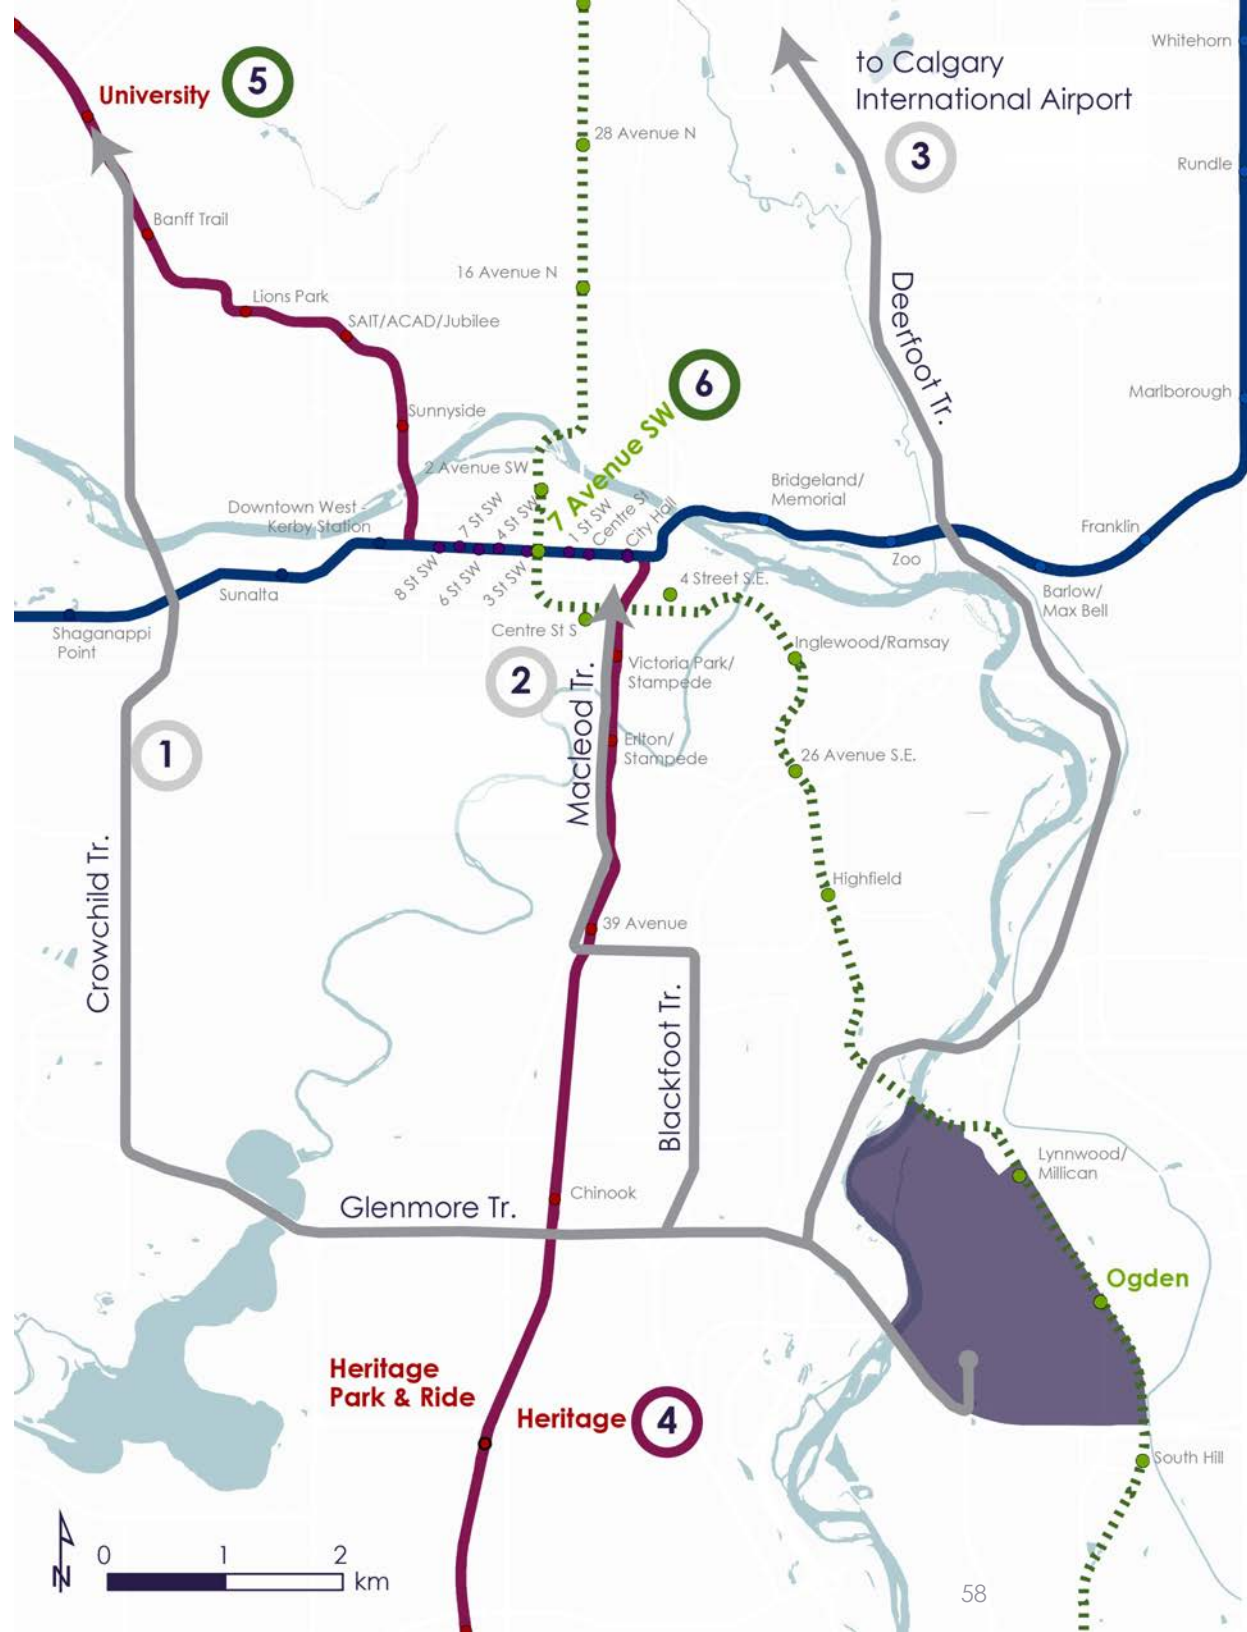 Whitehorn
to Calgary
International Airport
University
5
28 Avenue N
3
Rundle
Banff Trail
16 Avenue N
Lions Park
SAIT/ACAD/Jubilee
Deerfoot Tr.
6
Marlborough
Sunnyside
7 Avenue SW
2 Avenue SW
Bridgeland/
Memorial
Downtown West -
Kerby Station
7 St SW
4 St SW
1 St SW
Centre St
City Hall
Franklin
Zoo
8 St SW
6 St SW
3 St SW
Sunalta
4 Street S.E.
Barlow/
Max Bell
Shaganappi
Point
Centre St S
Inglewood/Ramsay
2
Victoria Park/
Stampede
Macleod Tr.
1
Erlton/
Stampede
26 Avenue S.E.
Crowchild Tr.
Highfield
39 Avenue
Blackfoot Tr.
Lynnwood/
Millican
Chinook
Glenmore Tr.
Ogden
Heritage
Park & Ride
Heritage
4
South Hill
N
0 1 2
km
58